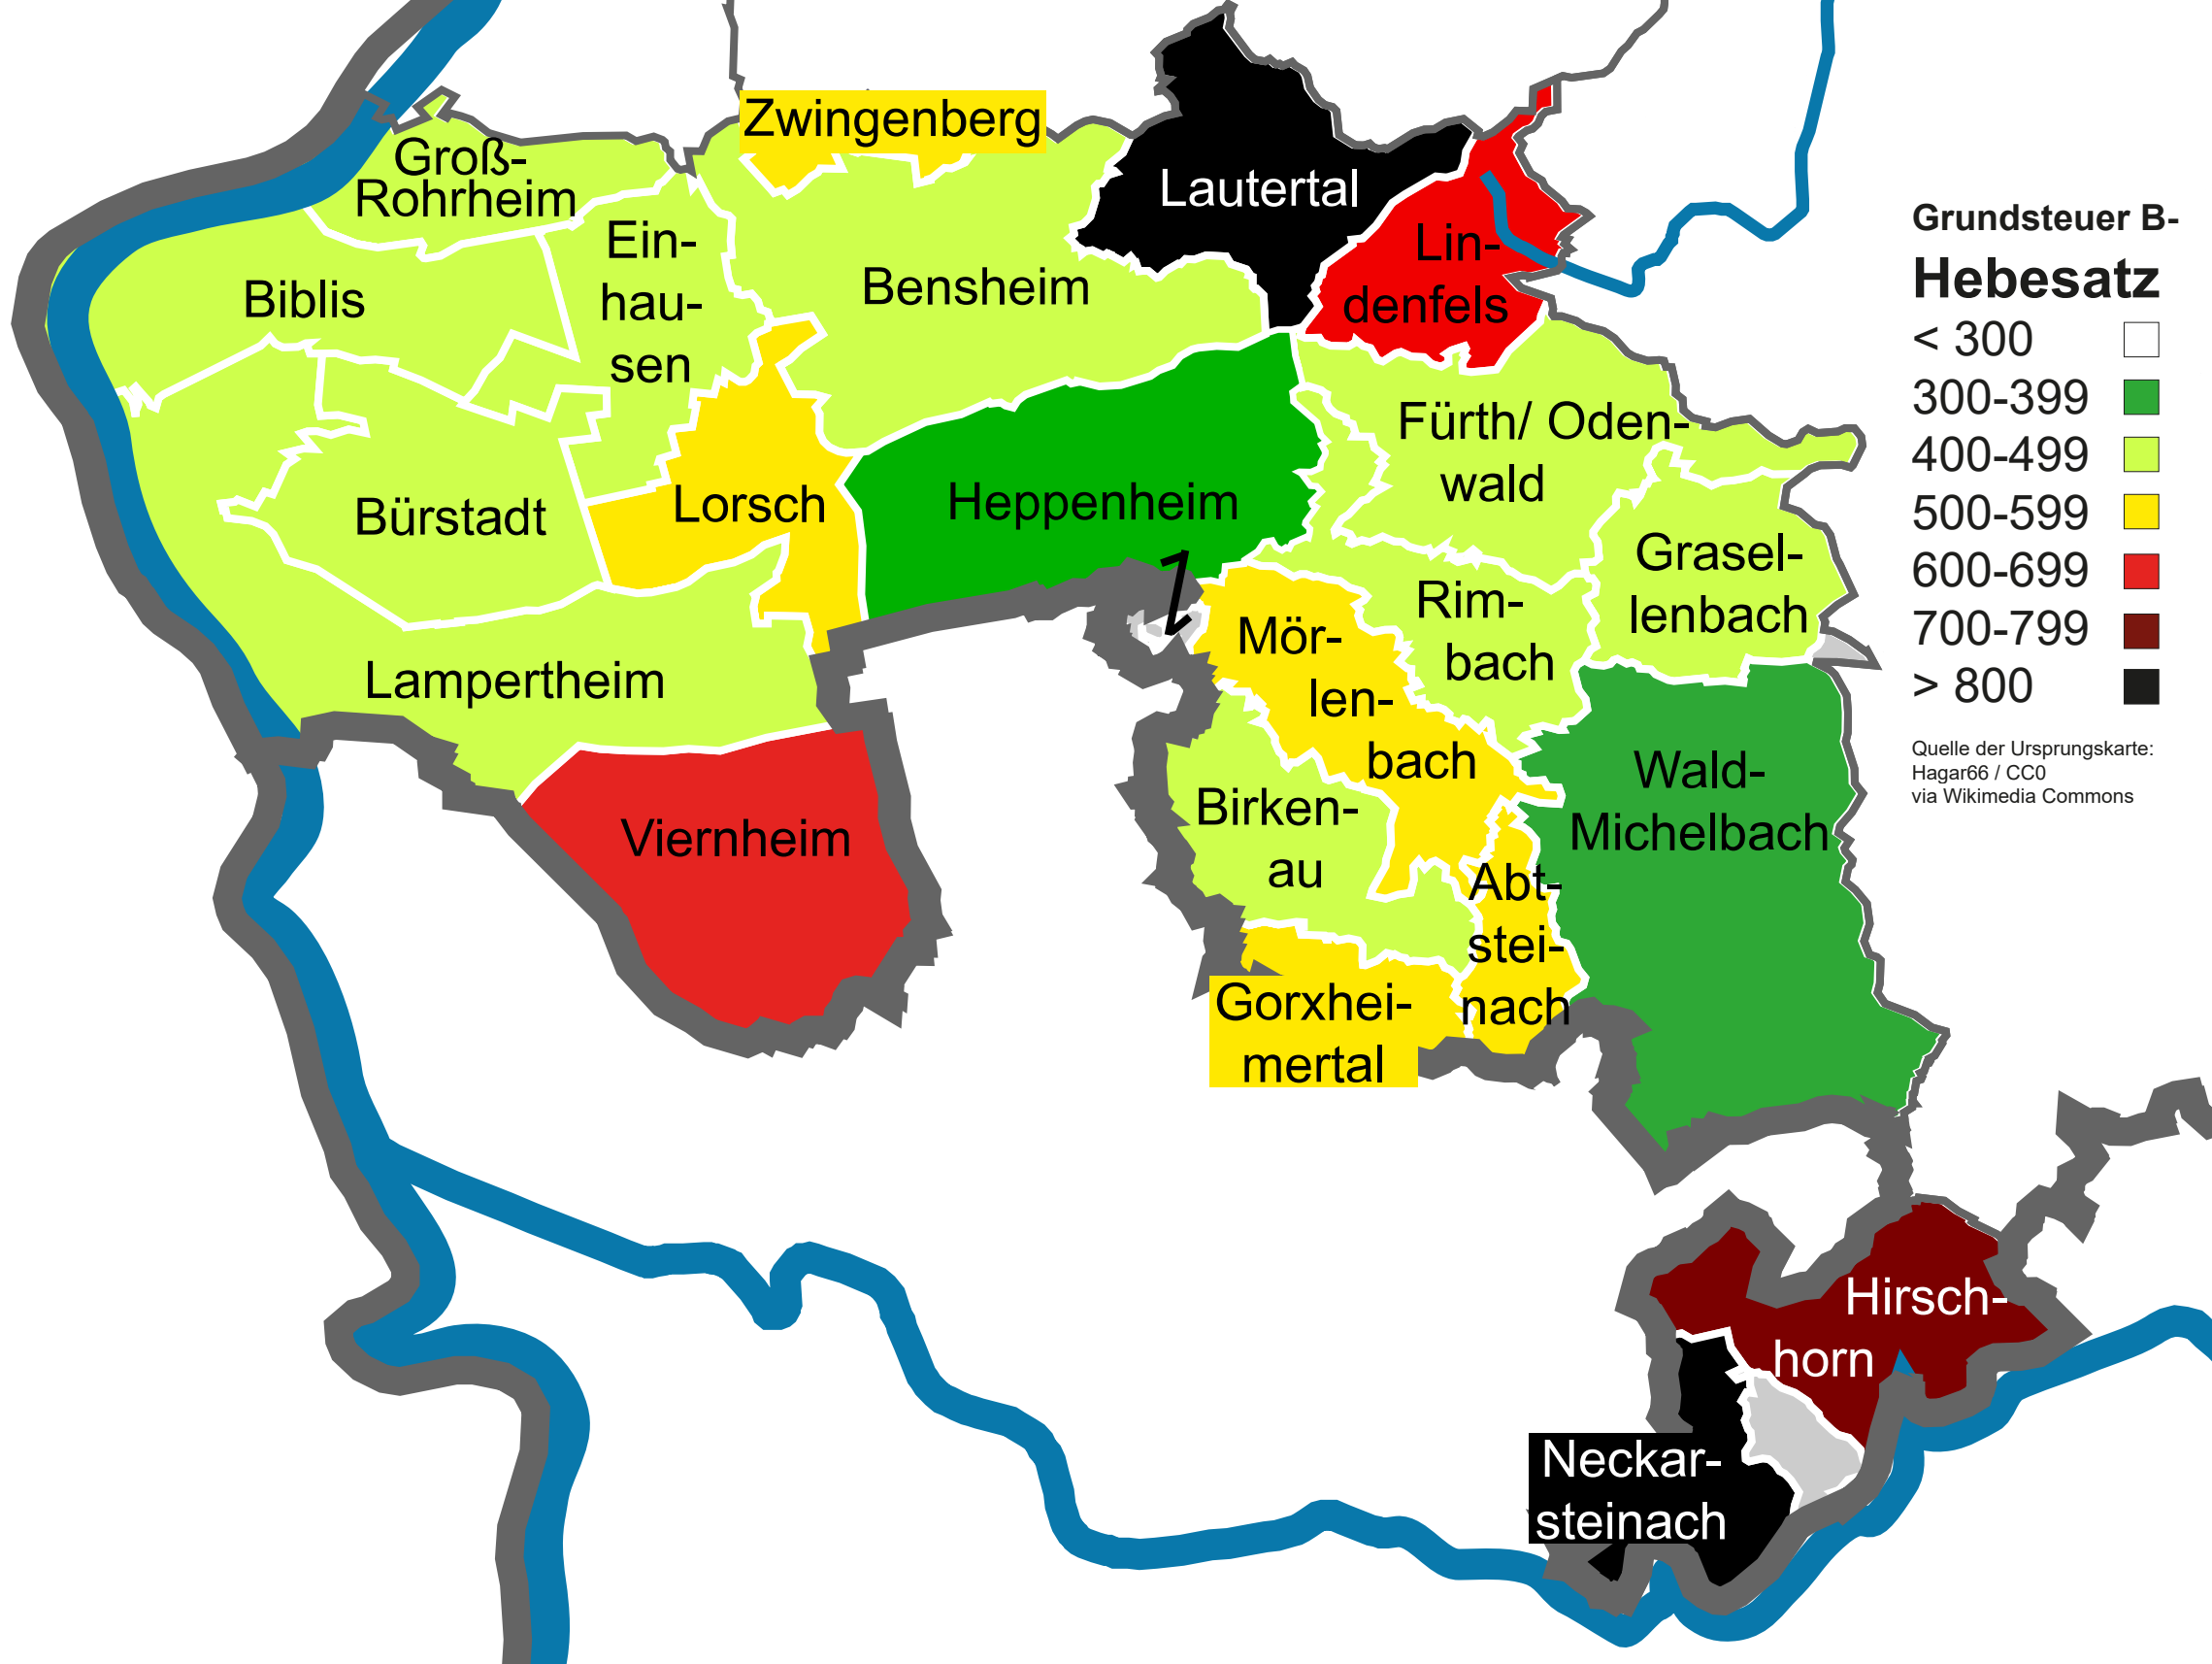 Zwingenberg
Groß-
Rohrheim
Lautertal
Ein-
hau-
sen
Lin-
denfels
Biblis
Bensheim
Fürth/ Oden-
wald
Bürstadt
Lorsch
Heppenheim
Grasel-
lenbach
Rim-
bach
Mör-
len-
bach
Lampertheim
Wald-
Michelbach
Viernheim
Birken-
au
Abt-
stei-
nach
Gorxhei-
mertal
Hirsch-
horn
Neckar-
steinach
Grundsteuer B-
Hebesatz
< 300
300-399
400-499
500-599
600-699
700-799
> 800
Quelle der Ursprungskarte:
Hagar66 / CC0
via Wikimedia Commons